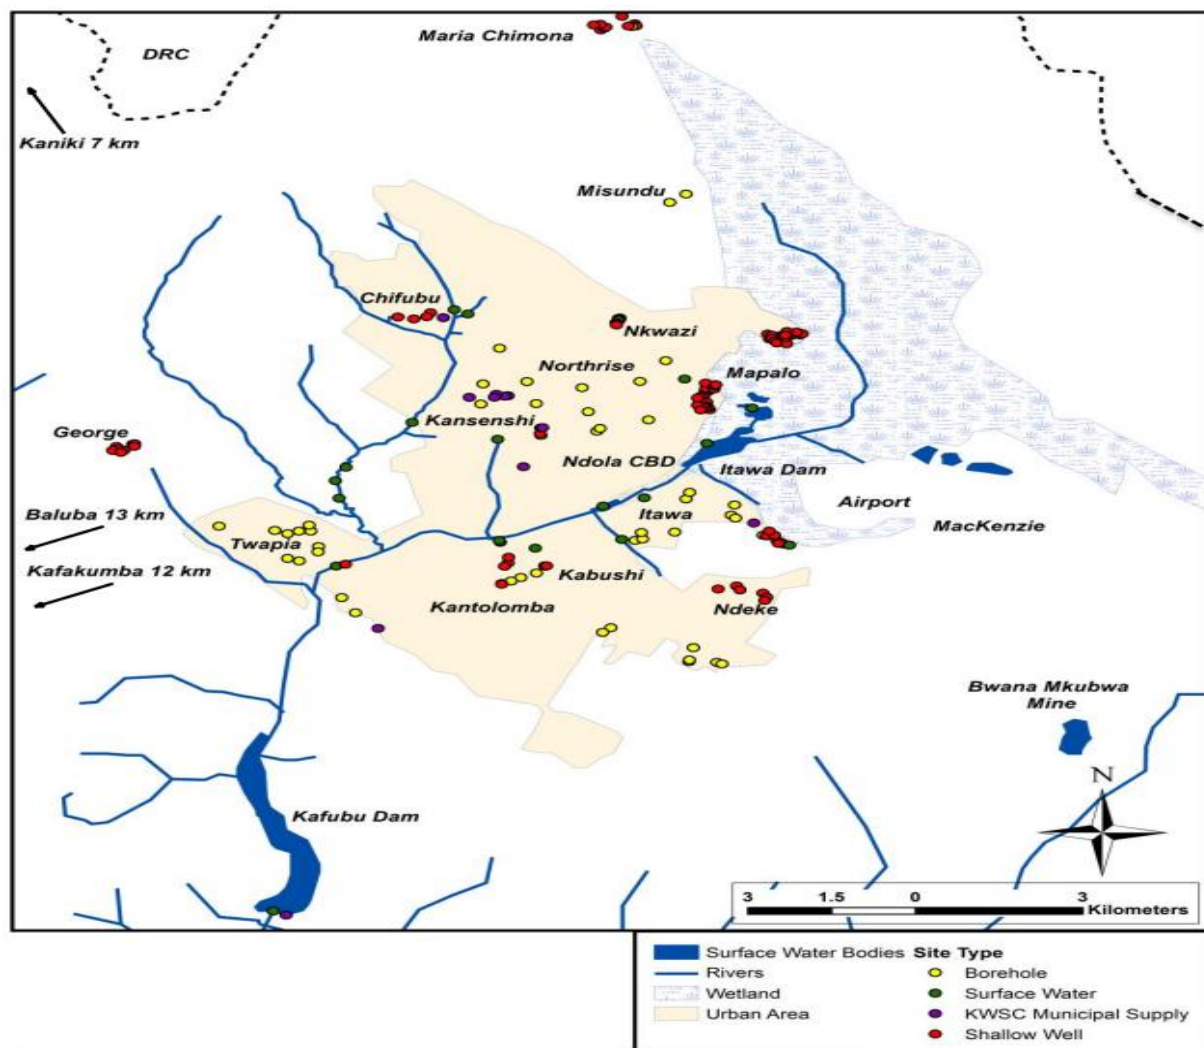 Maria Chimona
DRC
Kaniki 7 km
Misundu
Chifubu
Nkwazi
Northrise
Mapalo
Kansenshi
George
Ndola CBD
Itawa Dam
Airport
Baluba 13 km
Itawa
MacKenzie
Twapia
Kafakumba 12 km
Kabushi
Kantolomba
Ndeke
Bwana Mkubwa
Mine
N
Kafubu Dam
3 1.5 0 3
Kilometers
Surface Water Bodies
Rivers
Wetland
Urban Area
Site Type
Borehole
Surface Water
KWSC Municipal Supply
Shallow Well